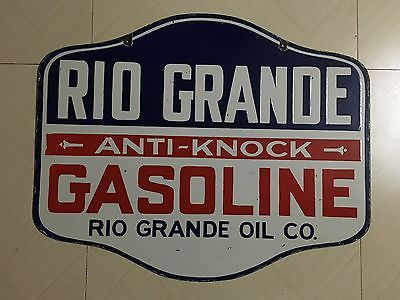 RIO GRANDE
ANTI-KNOCK
GASOLINE
RIO GRANDE OIL CO.